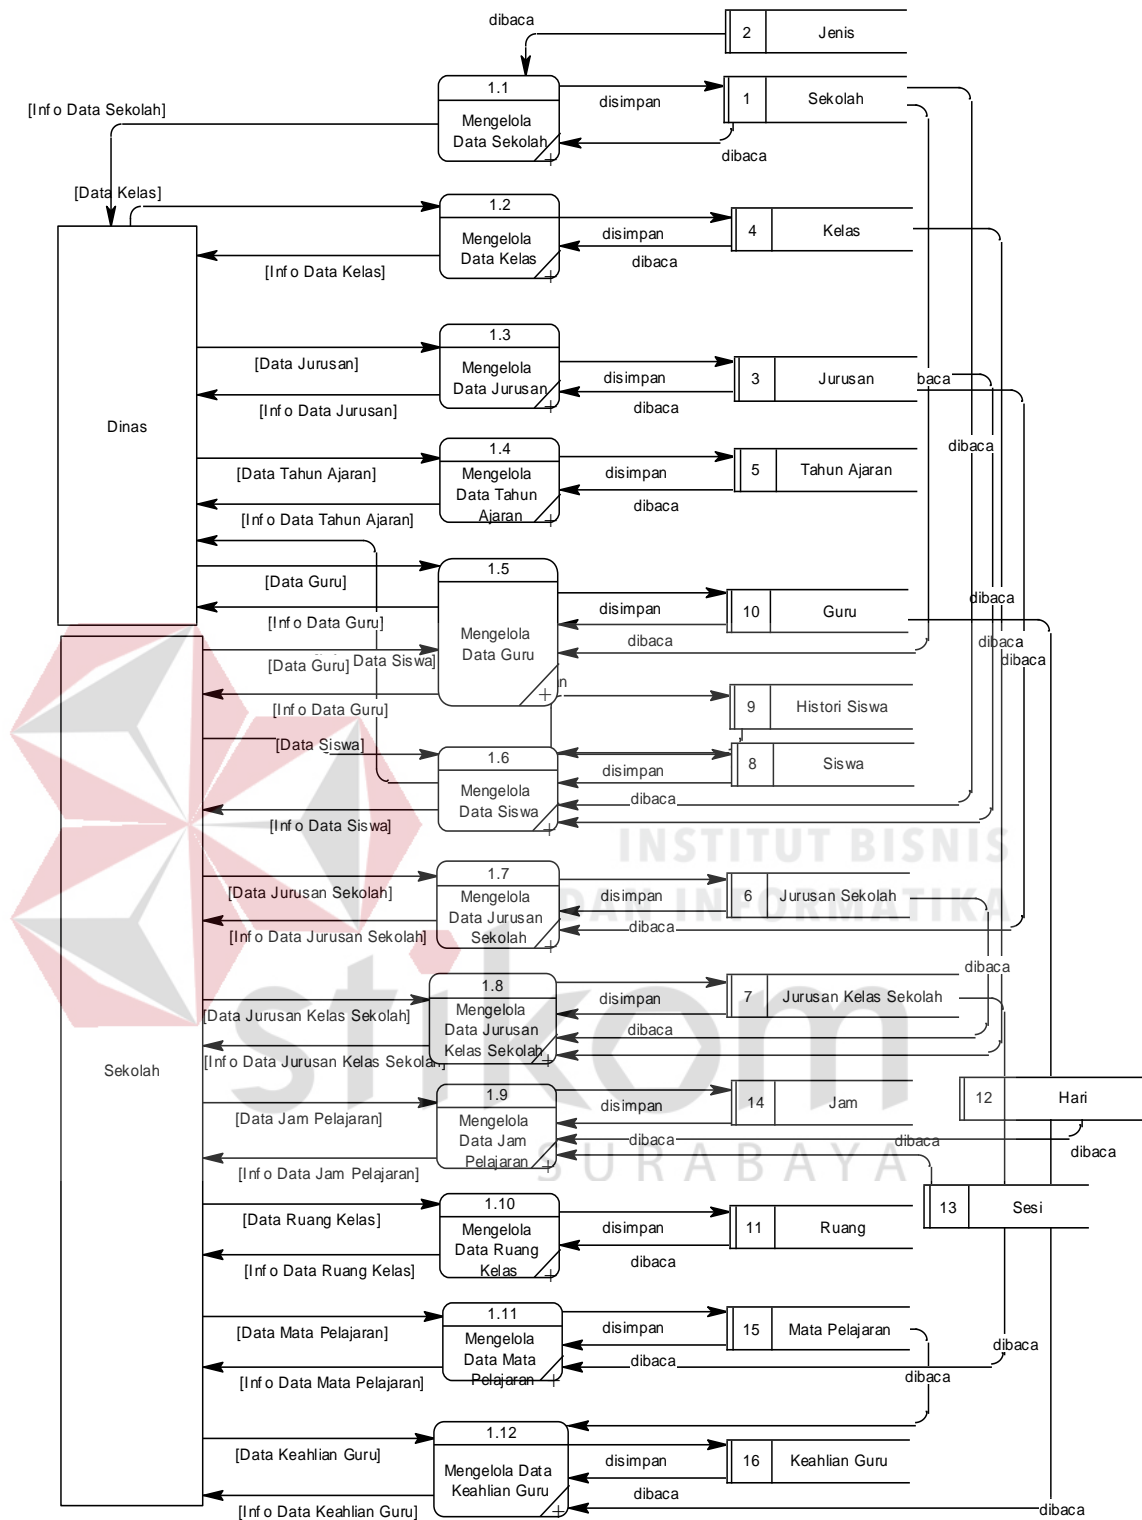 dibaca
2 Jenis
1.1
Mengelola
Data Sekolah
disimpan
1 Sekolah
dibaca
[Info Data Sekolah]
[Data Kelas]
1.2
Mengelola
Data Kelas
disimpan
dibaca
4 Kelas
[Info Data Kelas]
Dinas
1.3
Mengelola
Data Jurusan
[Data Jurusan]
[Info Data Jurusan]
disimpan
dibaca
3 Jurusan
baca
dibaca
1.4
Mengelola
Data Tahun
Ajaran
[Data Tahun Ajaran]
[Info Data Tahun Ajaran]
disimpan
dibaca
5 Tahun Ajaran
1.5
Mengelola
Data Guru
[Data Guru]
[Info Data Guru]
[Data Guru]
Data Siswa]
[Info Data Guru]
disimpan
dibaca
10 Guru
dibaca
dibaca
dibaca
an
9 Histori Siswa
[Data Siswa]
1.6
Mengelola
Data Siswa
[Info Data Siswa]
disimpan
dibaca
8 Siswa
INSTITUT BISNIS
DAN INFORMATIKA
stikom
SURABAYA
1.7
Mengelola
Data Jurusan
Sekolah
[Data Jurusan Sekolah]
[Info Data Jurusan Sekolah]
disimpan
dibaca
6 Jurusan Sekolah
dibaca
1.8
Mengelola
Data Jurusan
Kelas Sekolah
[Data Jurusan Kelas Sekolah]
[Info Data Jurusan Kelas Sekolah]
disimpan
dibaca
7 Jurusan Kelas Sekolah
Sekolah
1.9
Mengelola
Data Jam
Pelajaran
[Data Jam Pelajaran]
[Info Data Jam Pelajaran]
disimpan
dibaca
14 Jam
12 Hari
dibaca
dibaca
13 Sesi
1.10
Mengelola
Data Ruang
Kelas
[Data Ruang Kelas]
[Info Data Ruang Kelas]
disimpan
dibaca
11 Ruang
1.11
Mengelola
Data Mata
Pelajaran
[Data Mata Pelajaran]
[Info Data Mata Pelajaran]
disimpan
dibaca
15 Mata Pelajaran
dibaca
dibaca
1.12
Mengelola Data
Keahlian Guru
[Data Keahlian Guru]
[Info Data Keahlian Guru]
disimpan
dibaca
16 Keahlian Guru
dibaca